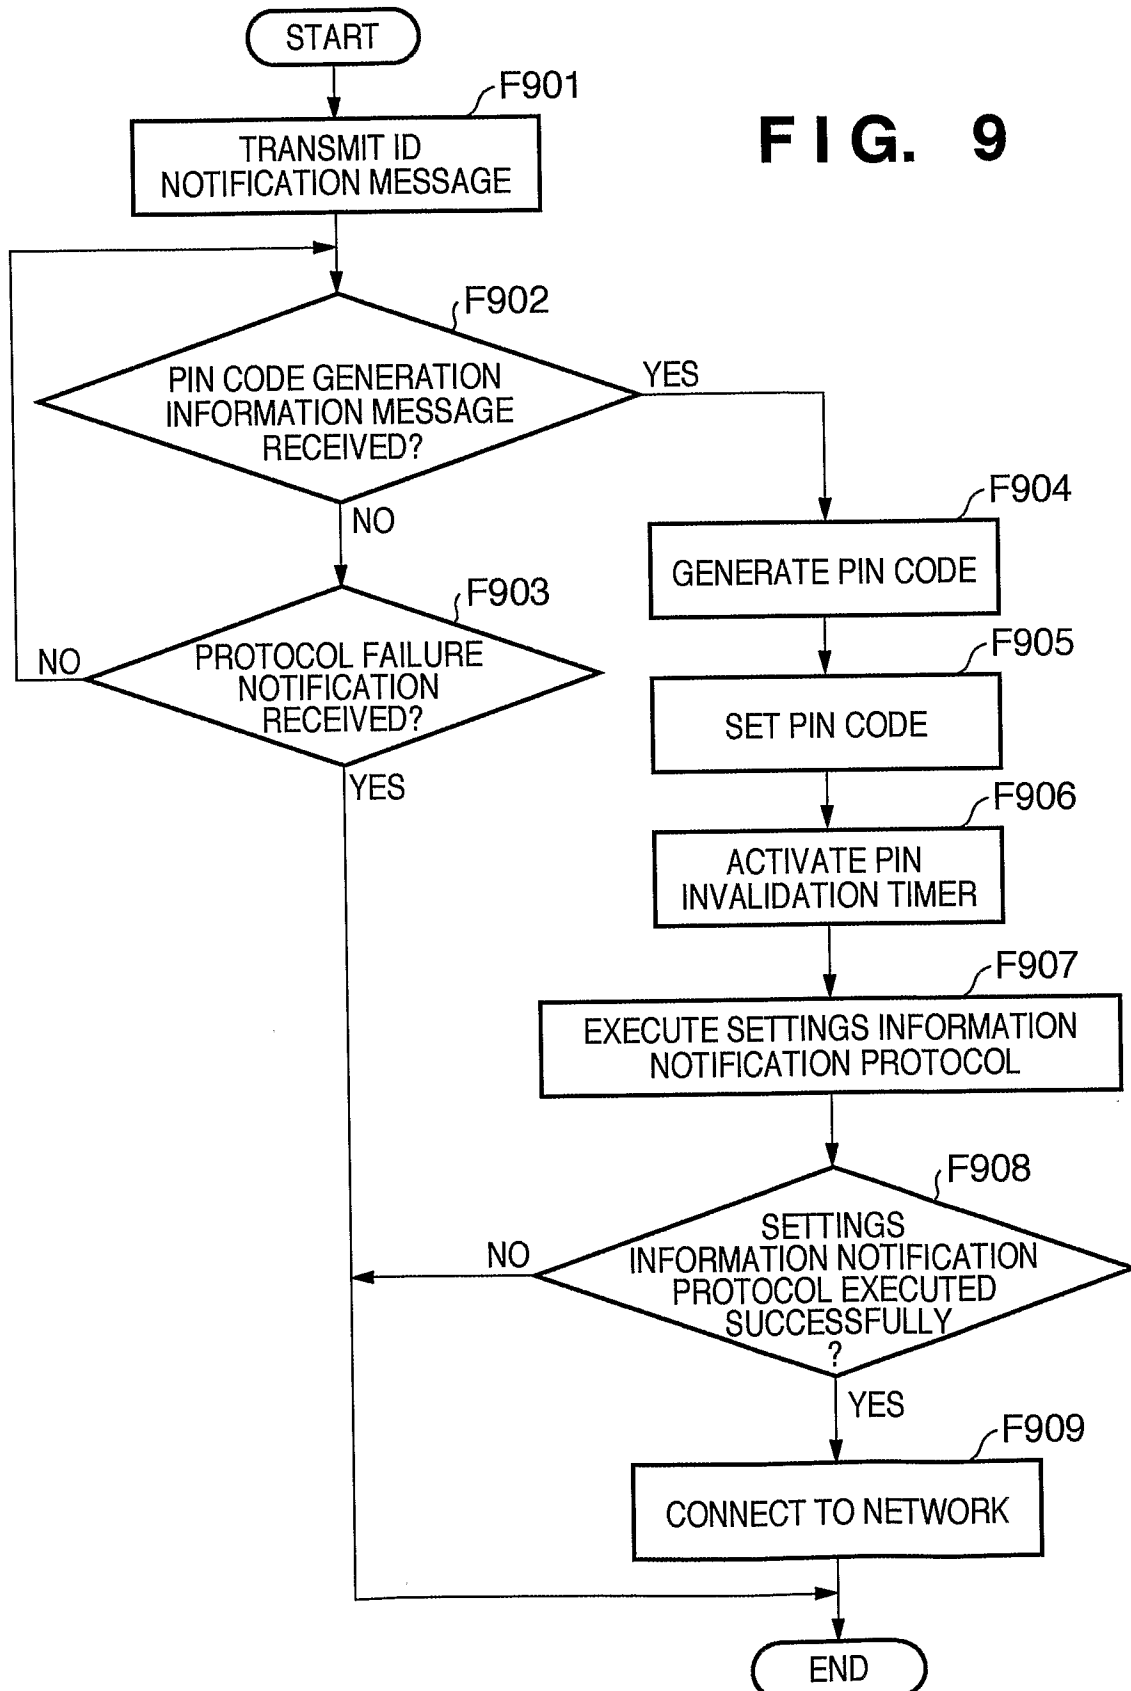 START
F901
FIG. 9
TRANSMIT ID
NOTIFICATION MESSAGE
F902
PIN CODE GENERATION
INFORMATION MESSAGE
RECEIVED?
YES
NO
F903
PROTOCOL FAILURE
NOTIFICATION
RECEIVED?
NO
YES
F904
GENERATE PIN CODE
F905
SET PIN CODE
F906
ACTIVATE PIN
INVALIDATION TIMER
F907
EXECUTE SETTINGS INFORMATION
NOTIFICATION PROTOCOL
F908
SETTINGS
INFORMATION NOTIFICATION
PROTOCOL EXECUTED
SUCCESSFULLY
?
NO
YES
F909
CONNECT TO NETWORK
END